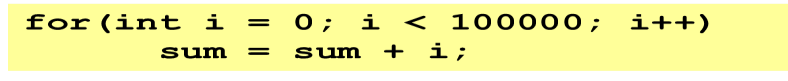 for(int i = 0; i < 100000; i++)
sum = sum + i;